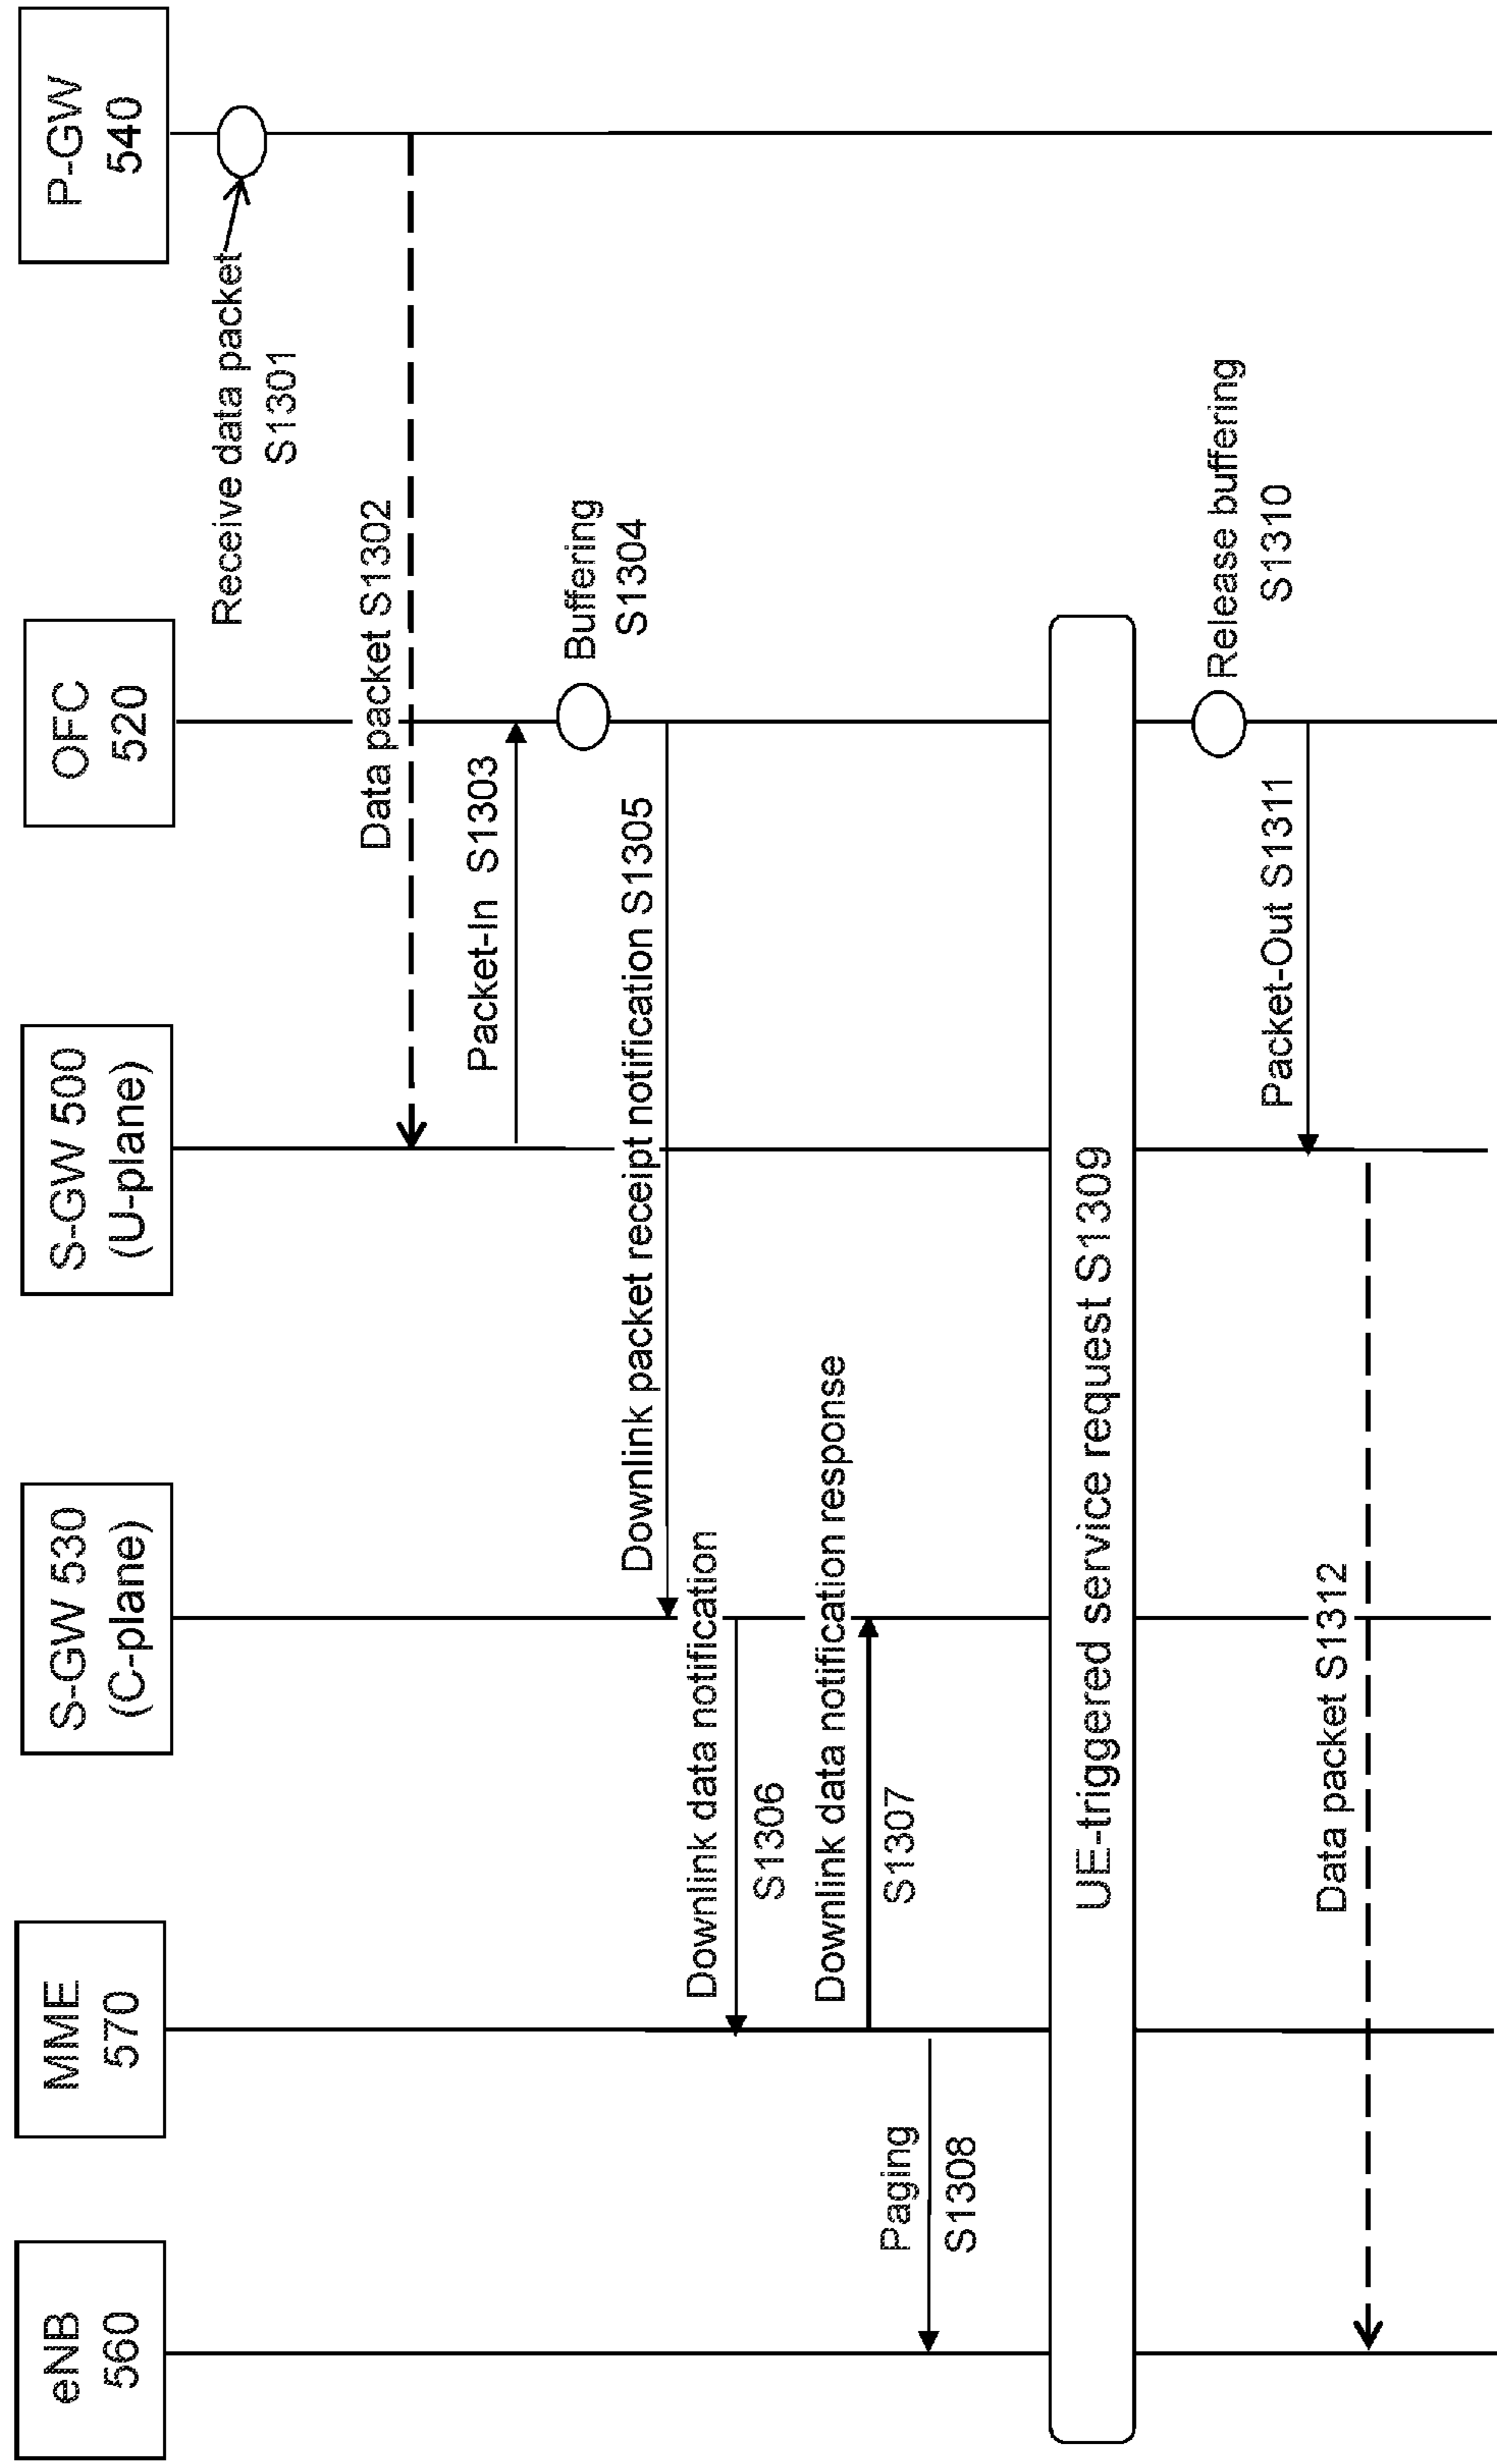 eNB
560
MME
570
S-GW 530
(C-plane)
S-GW 500
(U-plane)
OFC
520
P-GW
540
Receive data packet
S1301
Data packet S1302
Packet-In S1303
Buffering
S1304
Downlink packet receipt notification S1305
Downlink data notification
S1306
Downlink data notification response
S1307
Paging
S1308
UE-triggered service request S1309
Release buffering
S1310
Packet-Out S1311
Data packet S1312